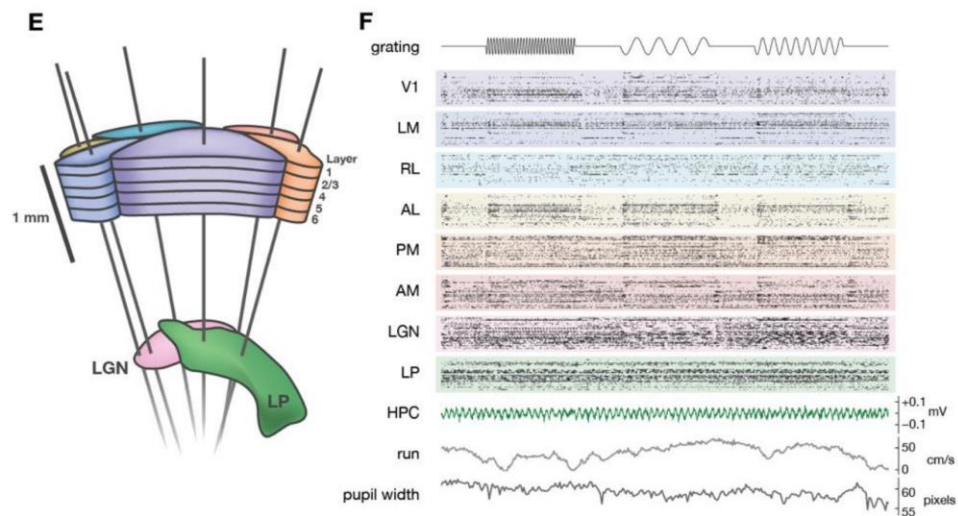 E
Layer
1
2/3
4
5
6
1 mm
LGN
LP
F
grating
V1
LM
RL
AL
PM
AM
LGN
LP
HPC
+0.1
mV
−0.1
run
50
cm/s
0
pupil width
60
pixels
55